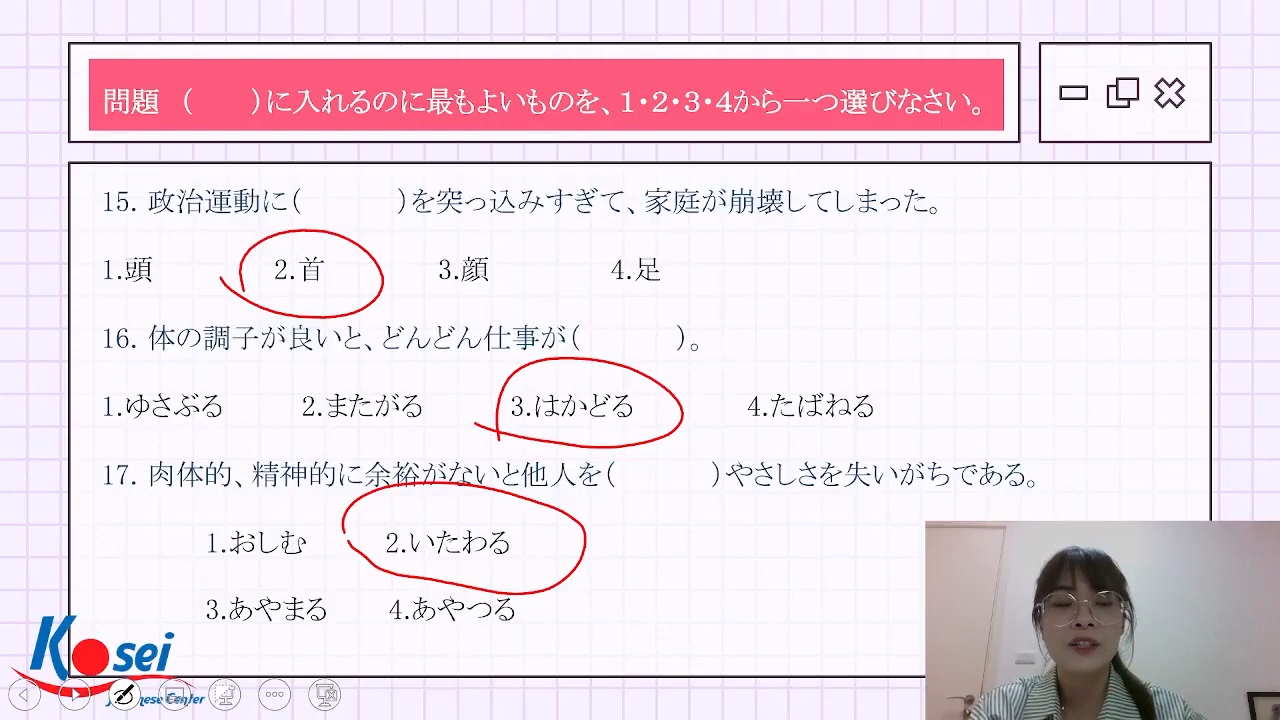 問題 （　　）に入れるのに最もよいものを、１・２・３・４から一つ選びなさい。
15. 政治運動に（　　　）を突っ込みすぎて、家庭が崩壊してしまった。
1.頭　2.首　3.顔　4.足
16. 体の調子が良いと、どんどん仕事が（　　　）。
1.ゆさぶる　2.またがる　3.はかどる　4.たばねる
17. 肉体的、精神的に余裕がないと他人を（　　　）やさしさを失いがちである。
1.おしむ　2.いたわる
3.あやまる　4.あやつる
Kosei
Center